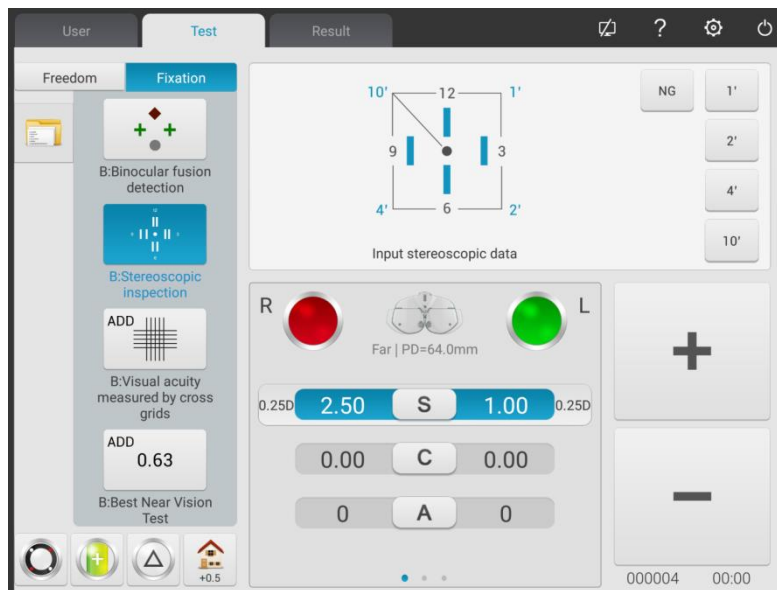 User
Test
Result
?
Freedom
Fixation
B:Binocular fusion
detection
B:Stereoscopic
inspection
ADD
B:Visual acuity
measured by cross
grids
ADD
0.63
B:Best Near Vision
Test
+0.5
10'
12
1'
9
3
4'
6
2'
Input stereoscopic data
NG
1'
2'
4'
10'
R
L
Far | PD=64.0mm
0.25D 2.50 S 1.00 0.25D
0.00 C 0.00
0 A 0
+
−
000004 00:00